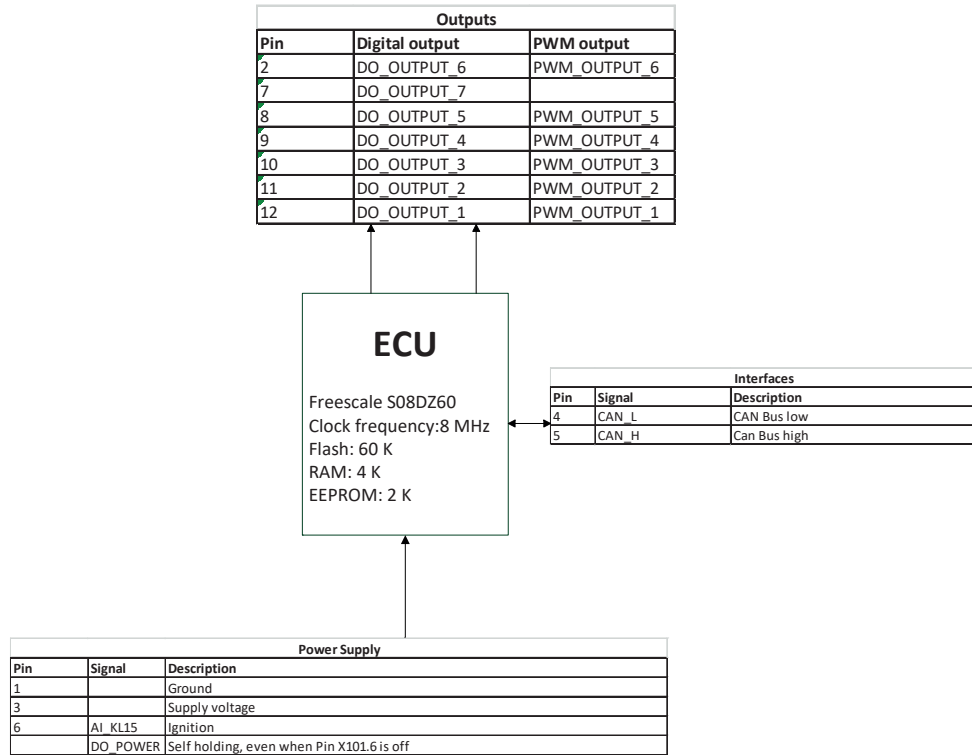 Outputs
Pin Digital output PWM output
2 DO_OUTPUT_6 PWM_OUTPUT_6
7 DO_OUTPUT_7
8 DO_OUTPUT_5 PWM_OUTPUT_5
9 DO_OUTPUT_4 PWM_OUTPUT_4
10 DO_OUTPUT_3 PWM_OUTPUT_3
11 DO_OUTPUT_2 PWM_OUTPUT_2
12 DO_OUTPUT_1 PWM_OUTPUT_1
ECU
Freescale S08DZ60
Clock frequency:8 MHz
Flash: 60 K
RAM: 4 K
EEPROM: 2 K
Interfaces
Pin Signal Description
4 CAN_L CAN Bus low
5 CAN_H Can Bus high
Power Supply
Pin Signal Description
1 Ground
3 Supply voltage
6 AI_KL15 Ignition
DO_POWER Self holding, even when Pin X101.6 is off